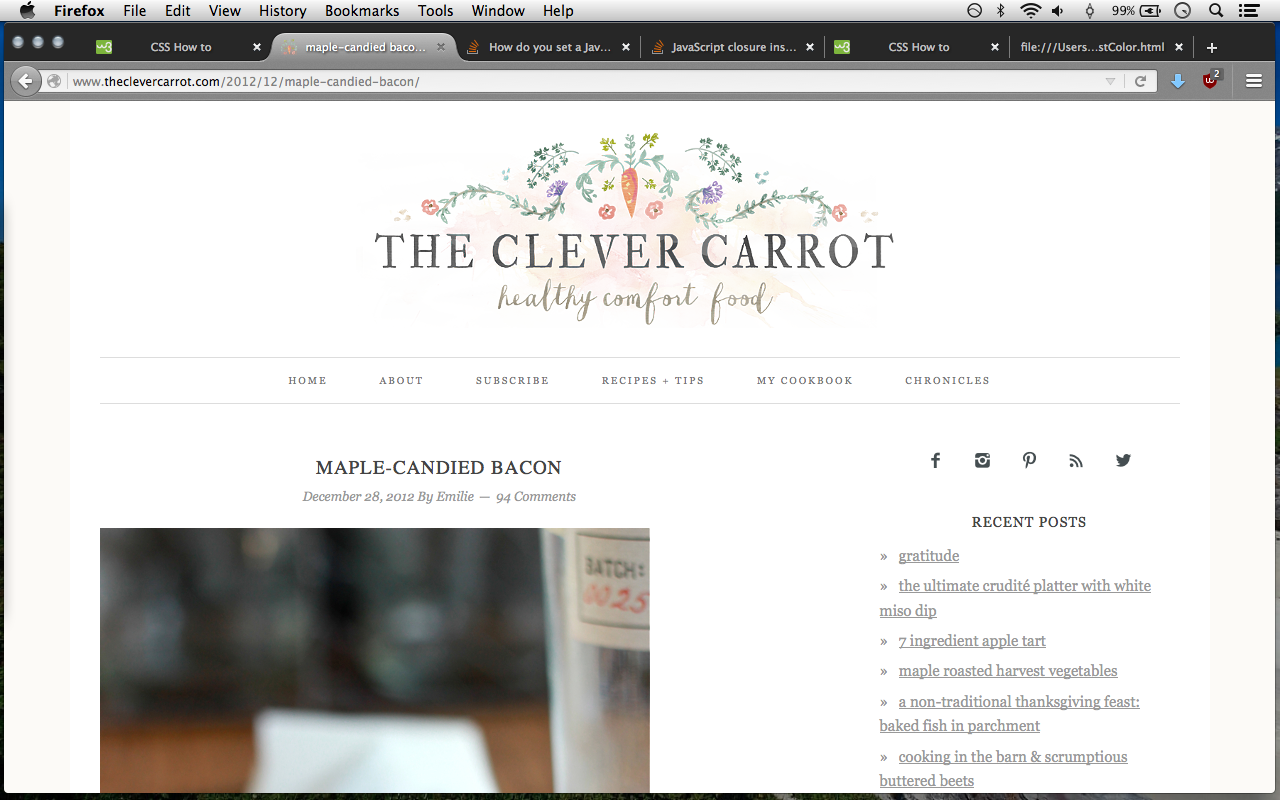 Firefox File Edit View History Bookmarks Tools Window Help 99%
CSS How to maple-candied baco... How do you set a Jav... JavaScript closure ins... CSS How to file:///Users...stColor.html
www.theclevercarrot.com/2012/12/maple-candied-bacon/ 2
THE CLEVER CARROT
healthy comfort food
HOME ABOUT SUBSCRIBE RECIPES + TIPS MY COOKBOOK CHRONICLES
MAPLE-CANDIED BACON
December 28, 2012 By Emilie — 94 Comments
BATCH:
0025
RECENT POSTS
» gratitude
» the ultimate crudité platter with white
miso dip
» 7 ingredient apple tart
» maple roasted harvest vegetables
» a non-traditional thanksgiving feast:
baked fish in parchment
» cooking in the barn & scrumptious
buttered beets